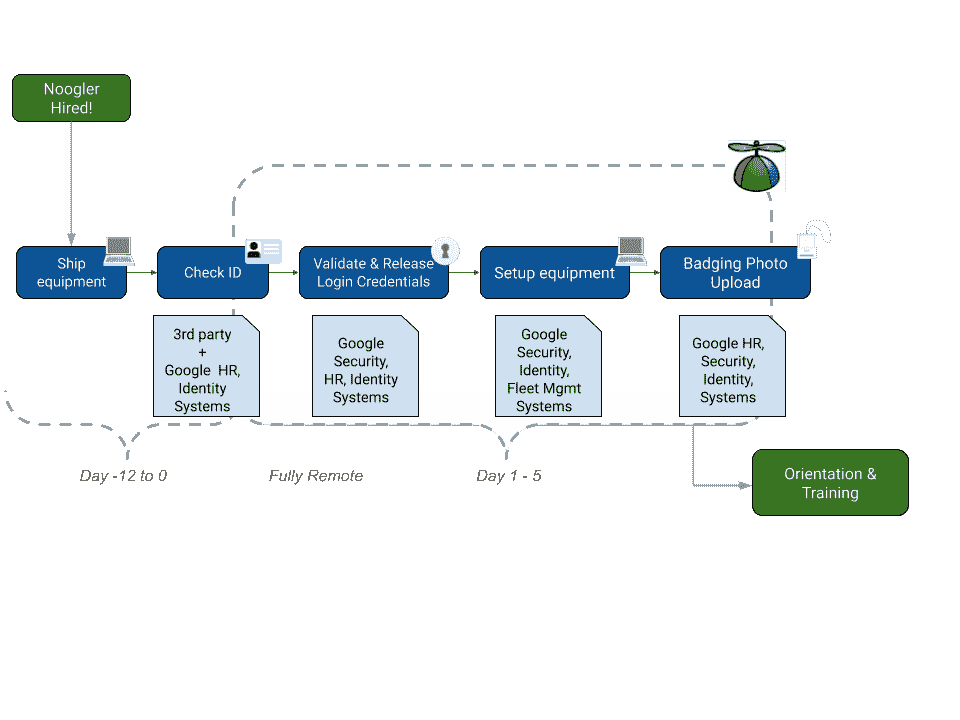 Noogler
Hired!
Ship
equipment
Check ID
Validate & Release
Login Credentials
Setup equipment
Badging Photo
Upload
3rd party
+
Google HR,
Identity
Systems
Google
Security,
HR, Identity
Systems
Google
Security,
Identity,
Fleet Mgmt
Systems
Google HR,
Security,
Identity,
Systems
Day -12 to 0
Fully Remote
Day 1 - 5
Orientation &
Training